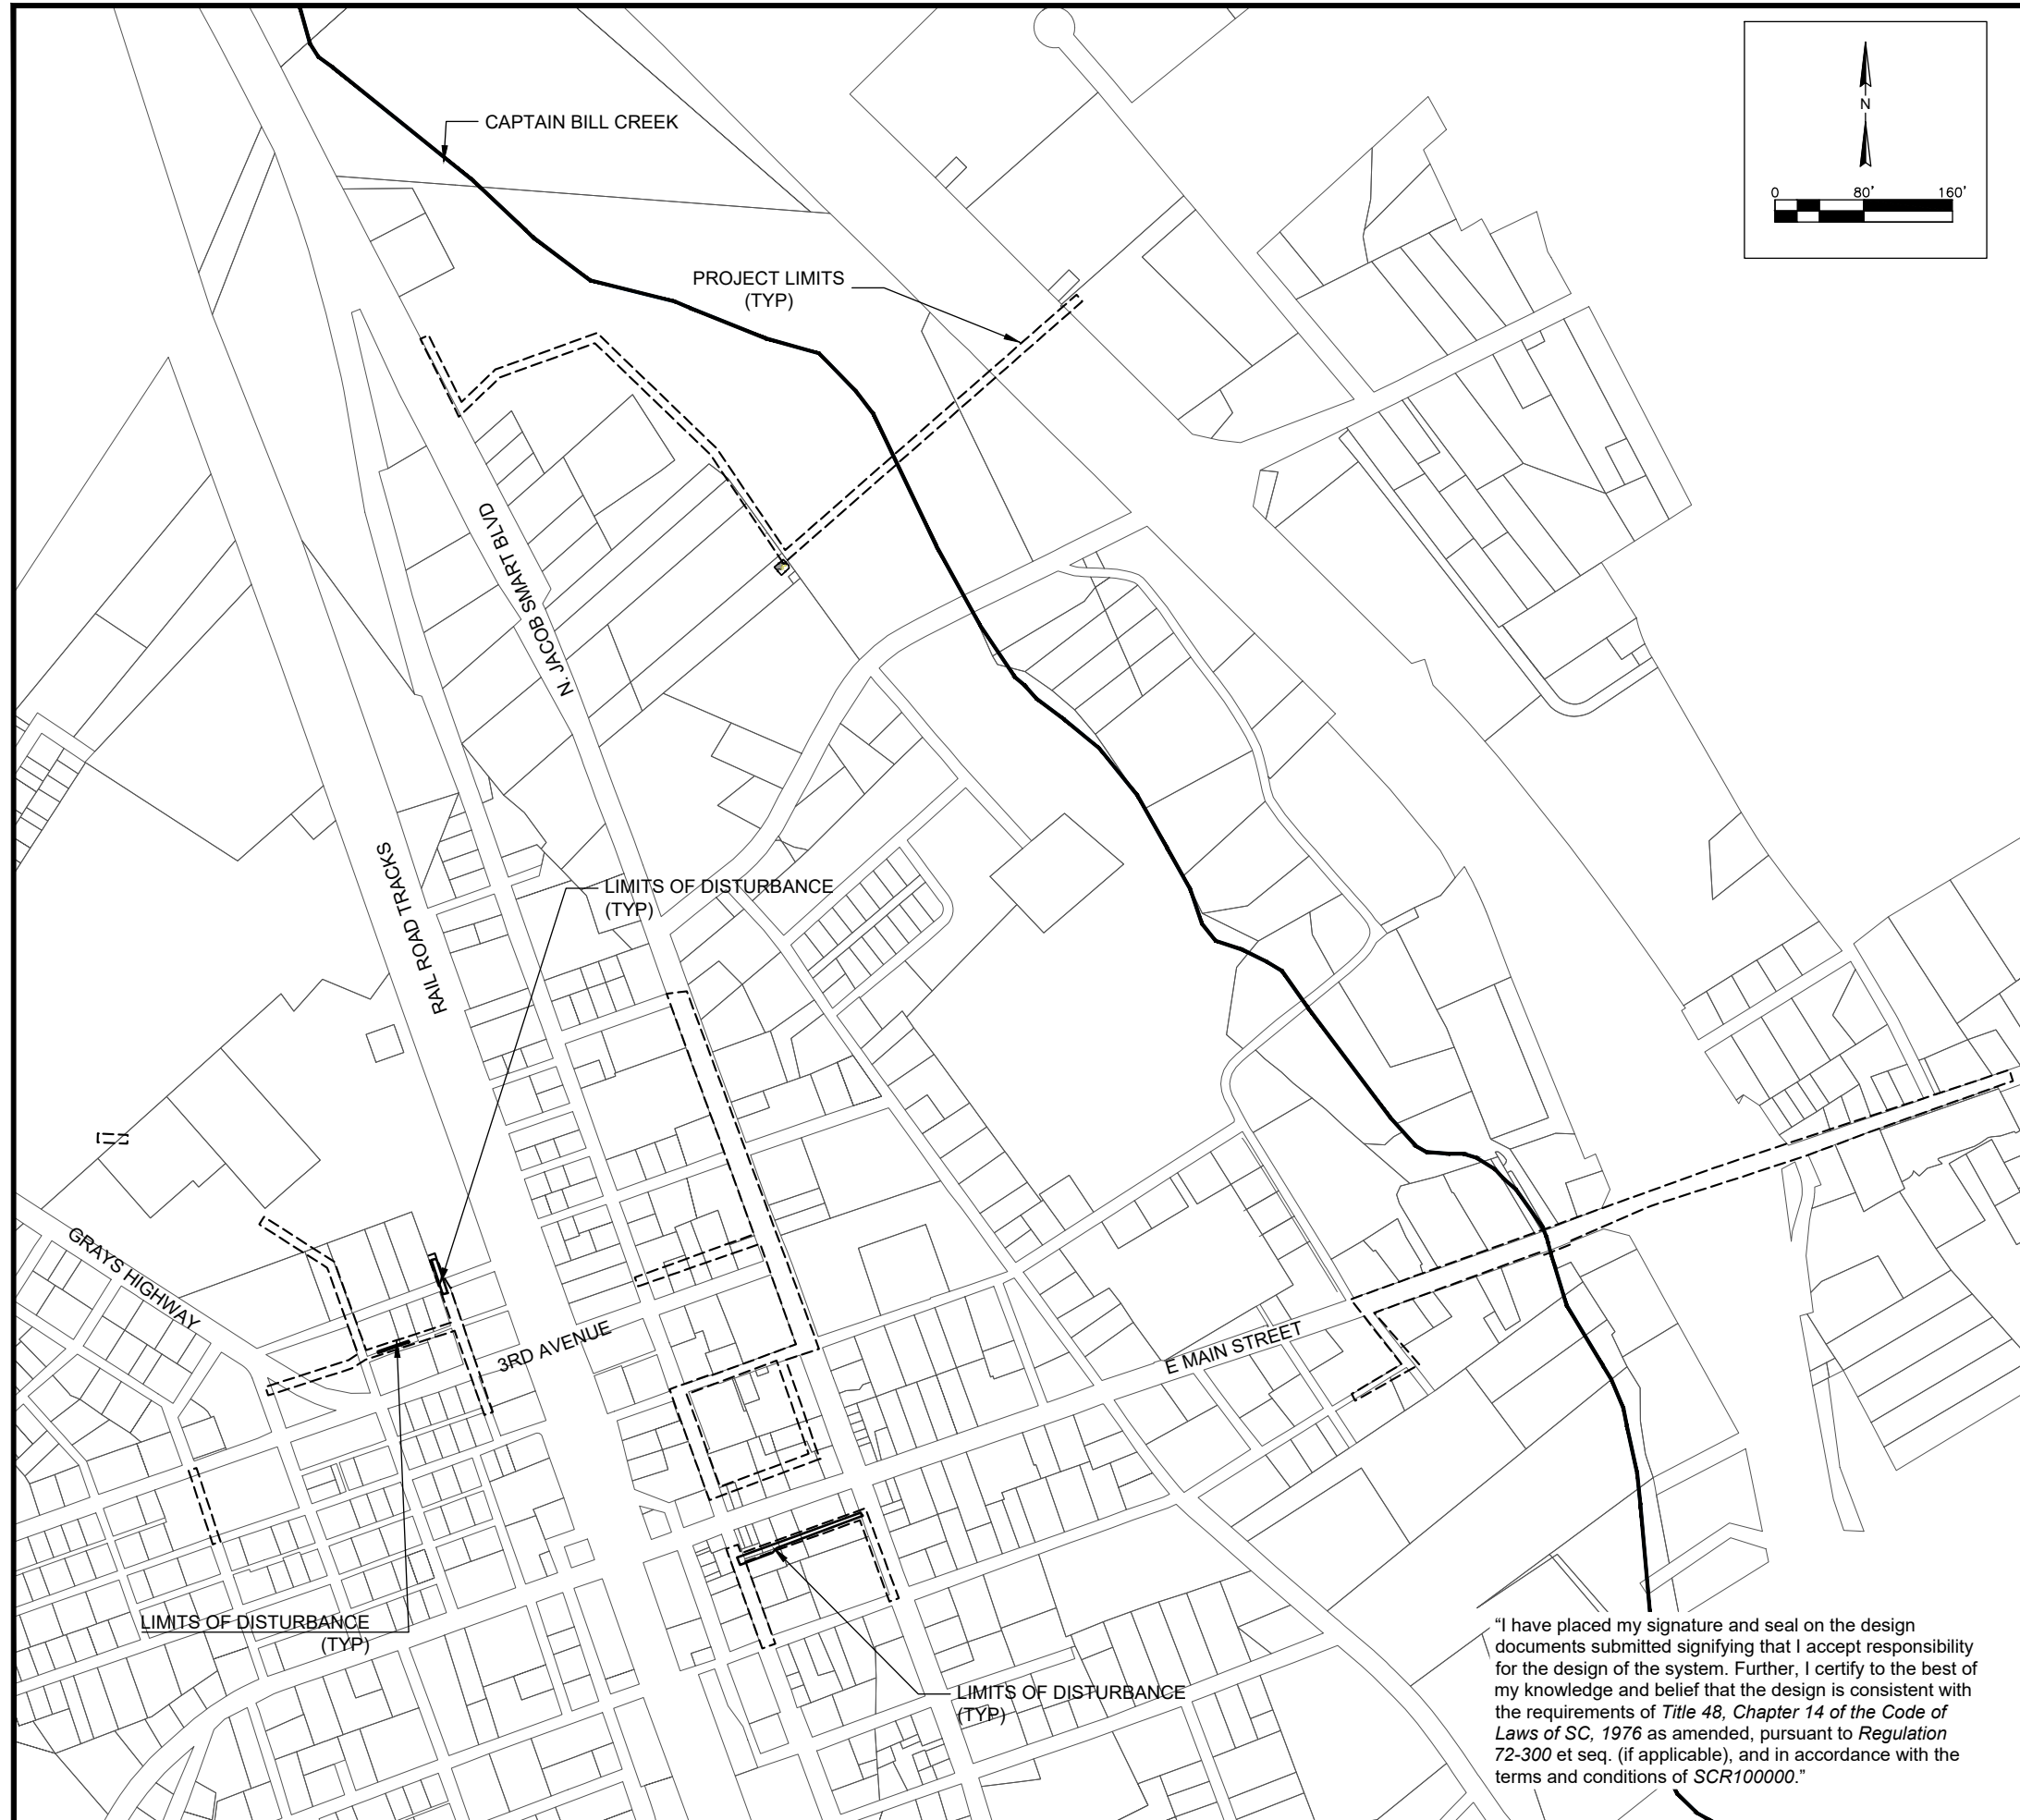 CAPTAIN BILL CREEK
N
0 80' 160'
PROJECT LIMITS
(TYP)
N. JACOB SMART BLVD
RAIL ROAD TRACKS
LIMITS OF DISTURBANCE
(TYP)
GRAYS HIGHWAY
3RD AVENUE
E MAIN STREET
LIMITS OF DISTURBANCE
(TYP)
LIMITS OF DISTURBANCE
(TYP)
“I have placed my signature and seal on the design
documents submitted signifying that I accept responsibility
for the design of the system. Further, I certify to the best of
my knowledge and belief that the design is consistent with
the requirements of Title 48, Chapter 14 of the Code of
Laws of SC, 1976 as amended, pursuant to Regulation
72-300 et seq. (if applicable), and in accordance with the
terms and conditions of SCR100000.”